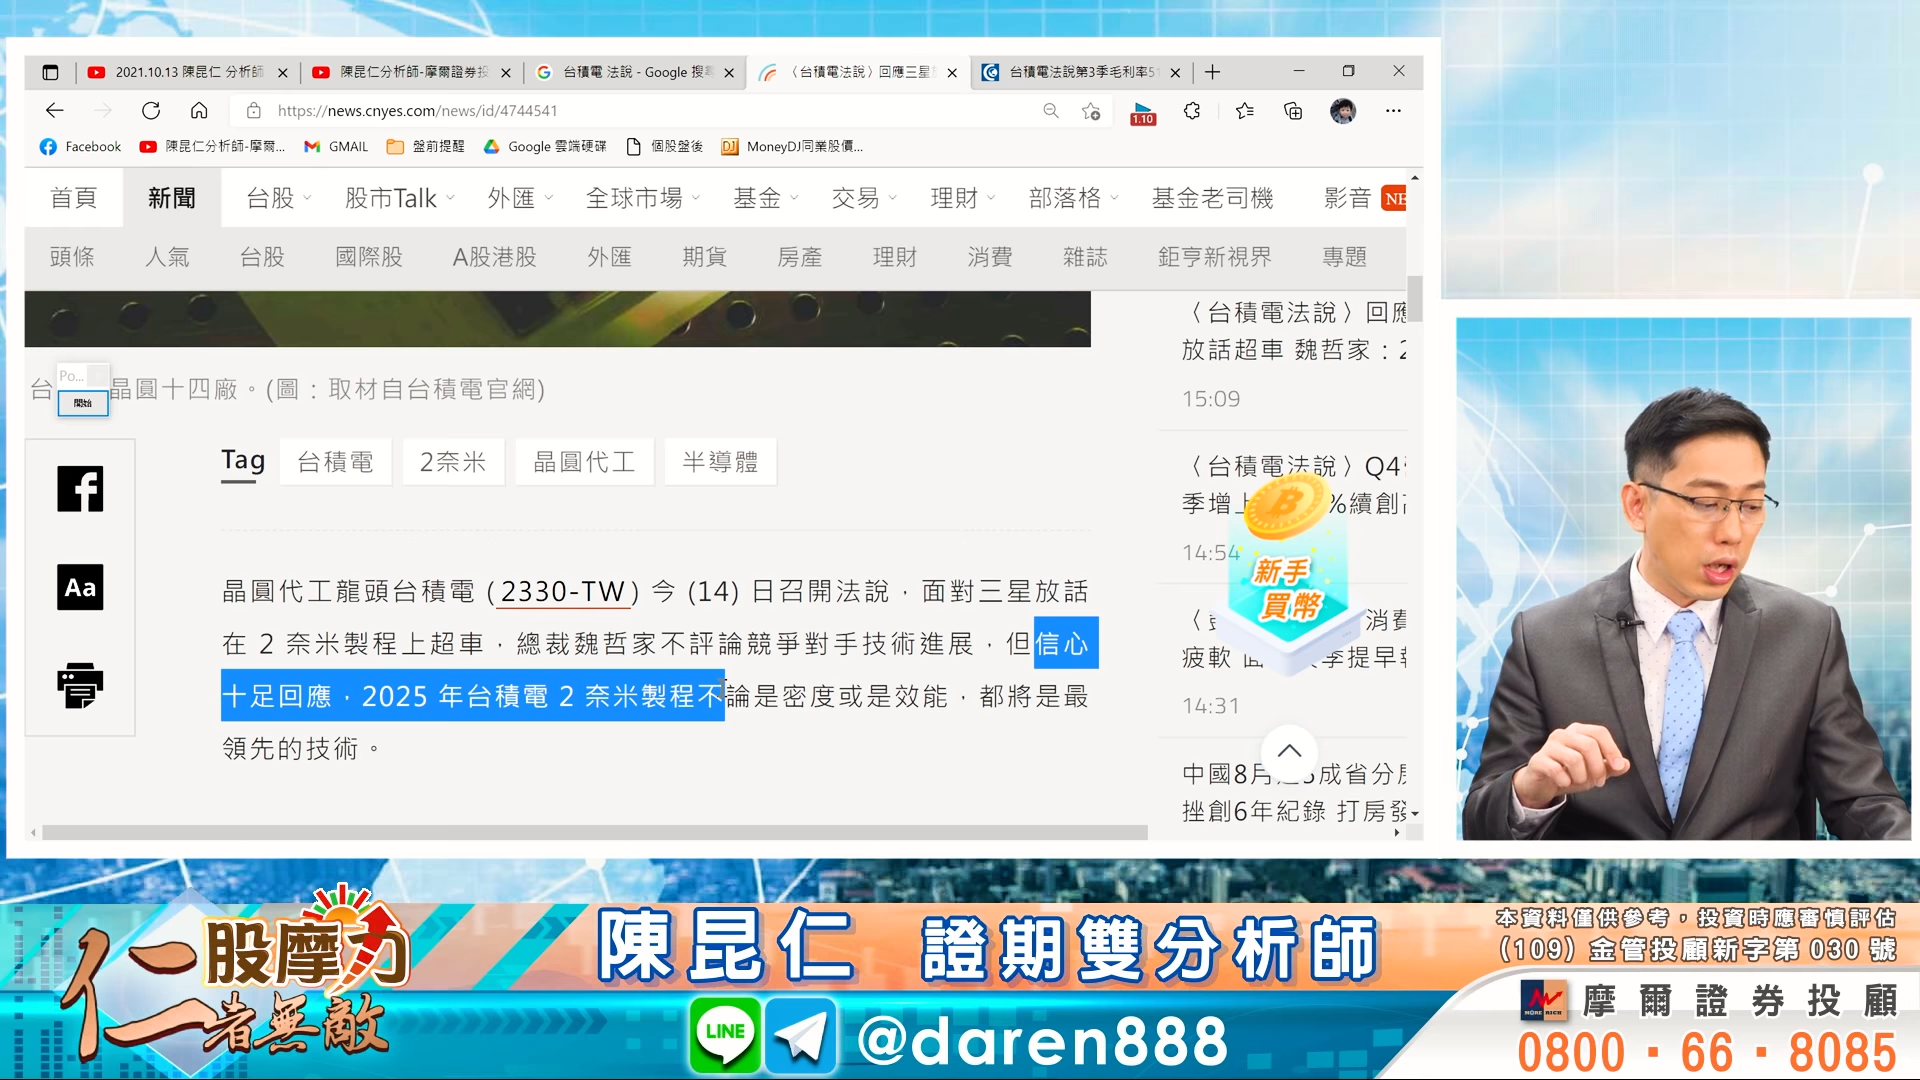 2021.10.13 陳昆仁 分析師
陳昆仁分析師-摩爾證券投
台積電 法說 - Google 搜尋
〈台積電法說〉回應三星
台積電法說第3季毛利率51
https://news.cnyes.com/news/id/4744541
1.10
Facebook
陳昆仁分析師-摩爾...
GMAIL
盤前提醒
Google 雲端硬碟
個股盤後
DJ
MoneyDJ同業股價...
首頁
新聞
台股
股市Talk
外匯
全球市場
基金
交易
理財
部落格
基金老司機
影音
NE
頭條
人氣
台股
國際股
A股港股
外匯
期貨
房產
理財
消費
雜誌
鉅亨新視界
專題
台
晶圓十四廠。(圖：取材自台積電官網)
Po...
開始
Tag
台積電
2奈米
晶圓代工
半導體
Aa
晶圓代工龍頭台積電 (2330-TW) 今 (14) 日召開法說，面對三星放話
在 2 奈米製程上超車，總裁魏哲家不評論競爭對手技術進展，但信心
十足回應，2025 年台積電 2 奈米製程不論是密度或是效能，都將是最
領先的技術。
〈台積電法說〉回應
放話超車 魏哲家：2
15:09
〈台積電法說〉Q4
季增上
%續創
14:54
消費
疲軟
季提早
14:31
中國8月
5成省分房
挫創6年紀錄 打房發
新手
買幣
股摩力
仁者無敵
陳昆仁 證期雙分析師
LINE
@daren888
本資料僅供參考，投資時應審慎評估
(109) 金管投顧新字第 030 號
MORE RICH
摩爾證券投顧
0800・66・8085